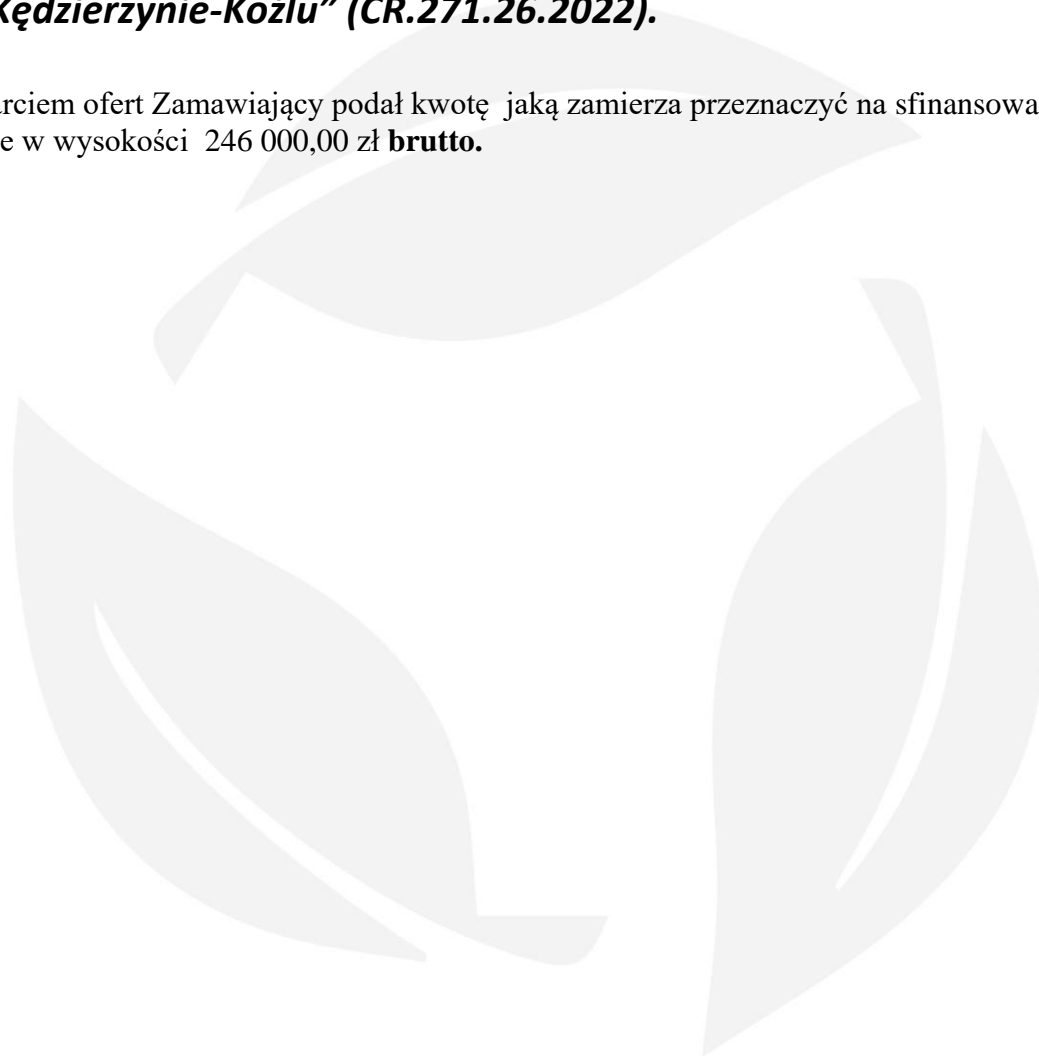 Kędzierzynie-Koźlu” (CR.271.26.2022).
arciem ofert Zamawiający podał kwotę jaką zamierza przeznaczyć na sfinansowa
e w wysokości 246 000,00 zł brutto.